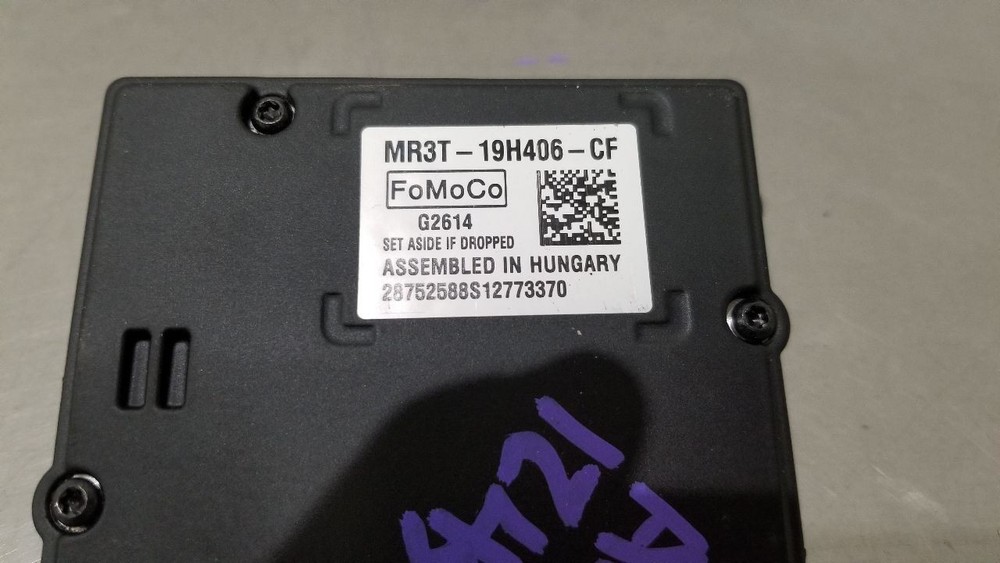 MR3T-19H406-CF
FoMoCo
G2614
SET ASIDE IF DROPPED
ASSEMBLED IN HUNGARY
28752588S12773370